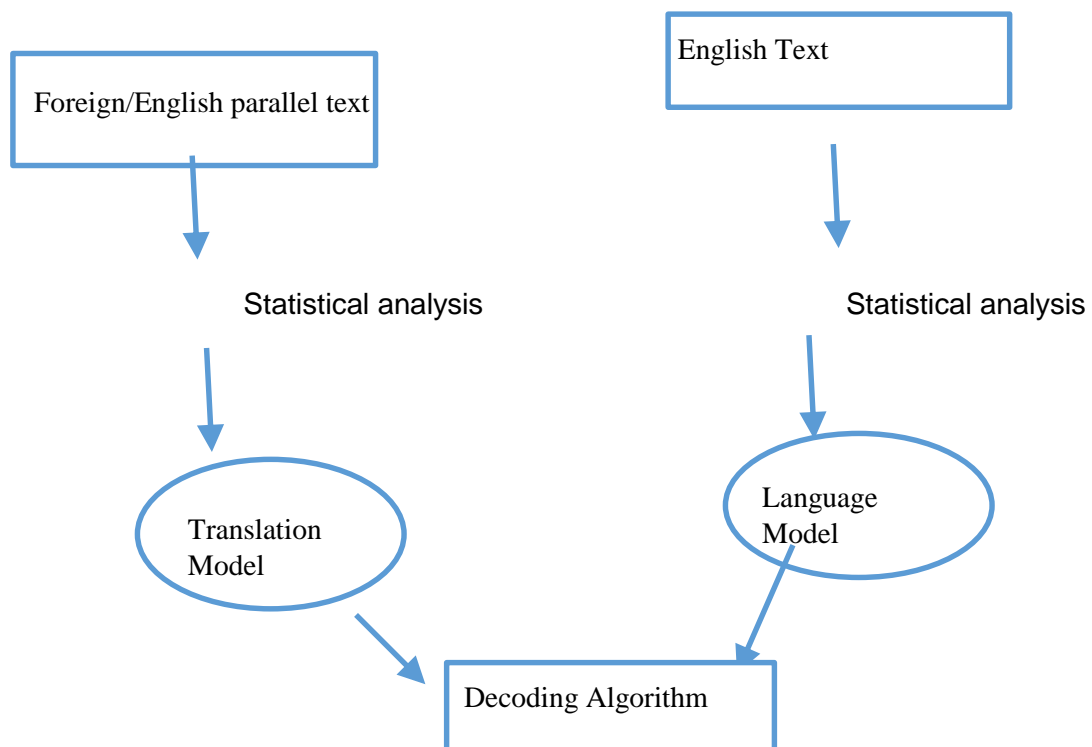 English Text
Foreign/English parallel text
Statistical analysis
Statistical analysis
Translation
Model
Language
Model
Decoding Algorithm